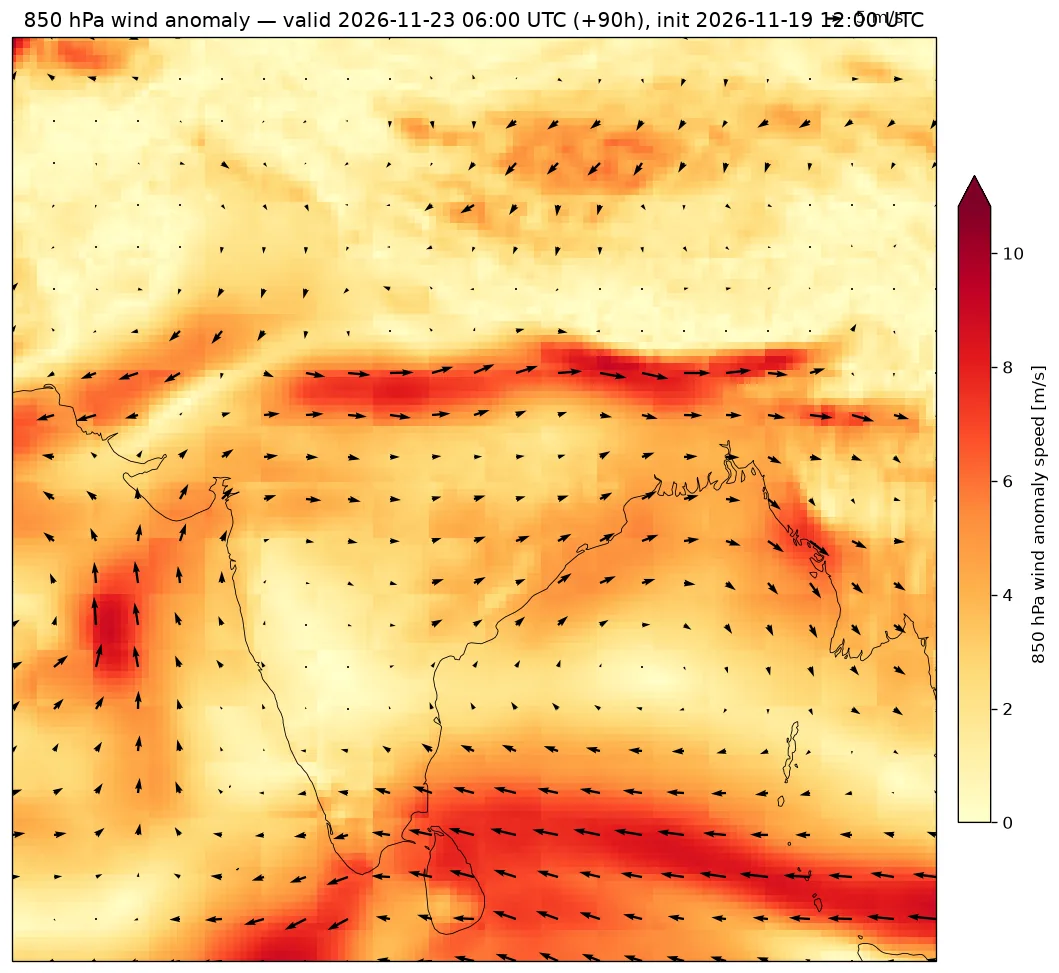 850 hPa wind anomaly — valid 2026-11-23 06:00 UTC (+90h), init 2026-11-19 12:00 UTC
5 m/s
10
8
6
4
2
0
850 hPa wind anomaly speed [m/s]